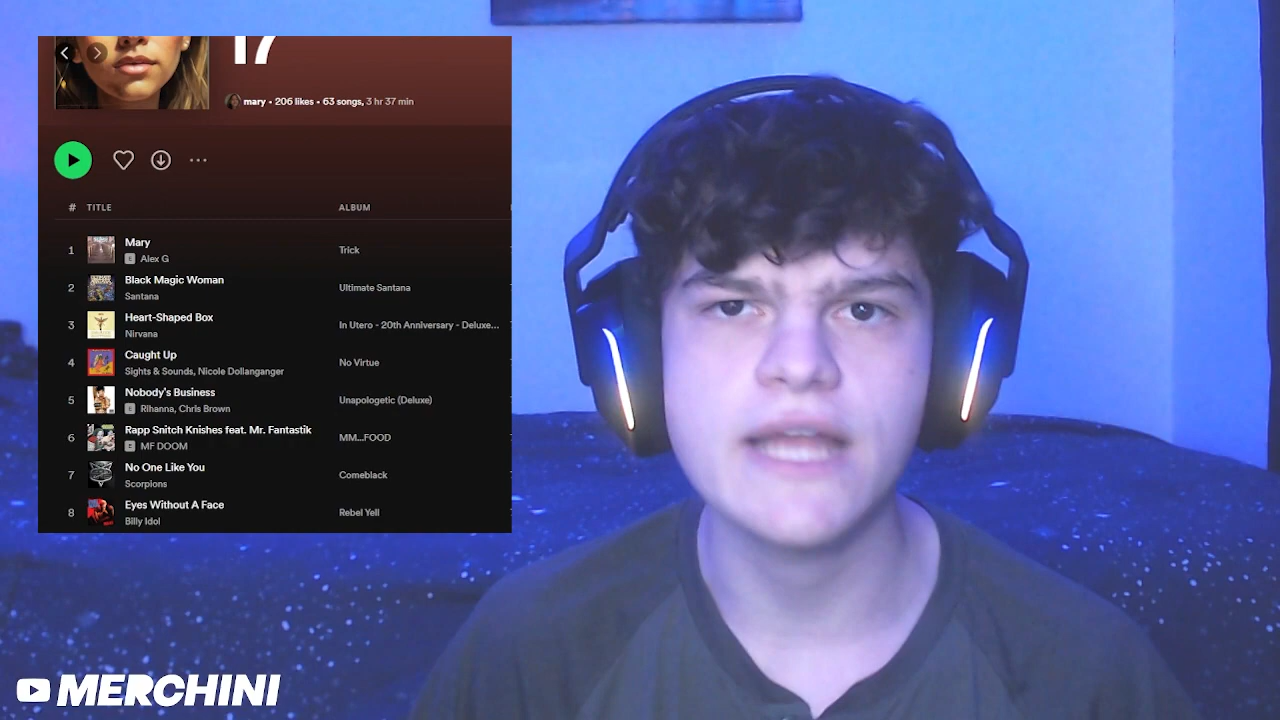 17
mary • 206 likes • 63 songs, 3 hr 37 min
# TITLE ALBUM
1 Mary Trick
E Alex G
2 Black Magic Woman Ultimate Santana
Santana
3 Heart-Shaped Box In Utero - 20th Anniversary - Deluxe...
Nirvana
4 Caught Up No Virtue
Sights & Sounds, Nicole Dollanganger
5 Nobody's Business Unapologetic (Deluxe)
E Rihanna, Chris Brown
6 Rapp Snitch Knishes feat. Mr. Fantastik MM...FOOD
E MF DOOM
7 No One Like You Comeblack
Scorpions
8 Eyes Without A Face Rebel Yell
Billy Idol
MERCHINI